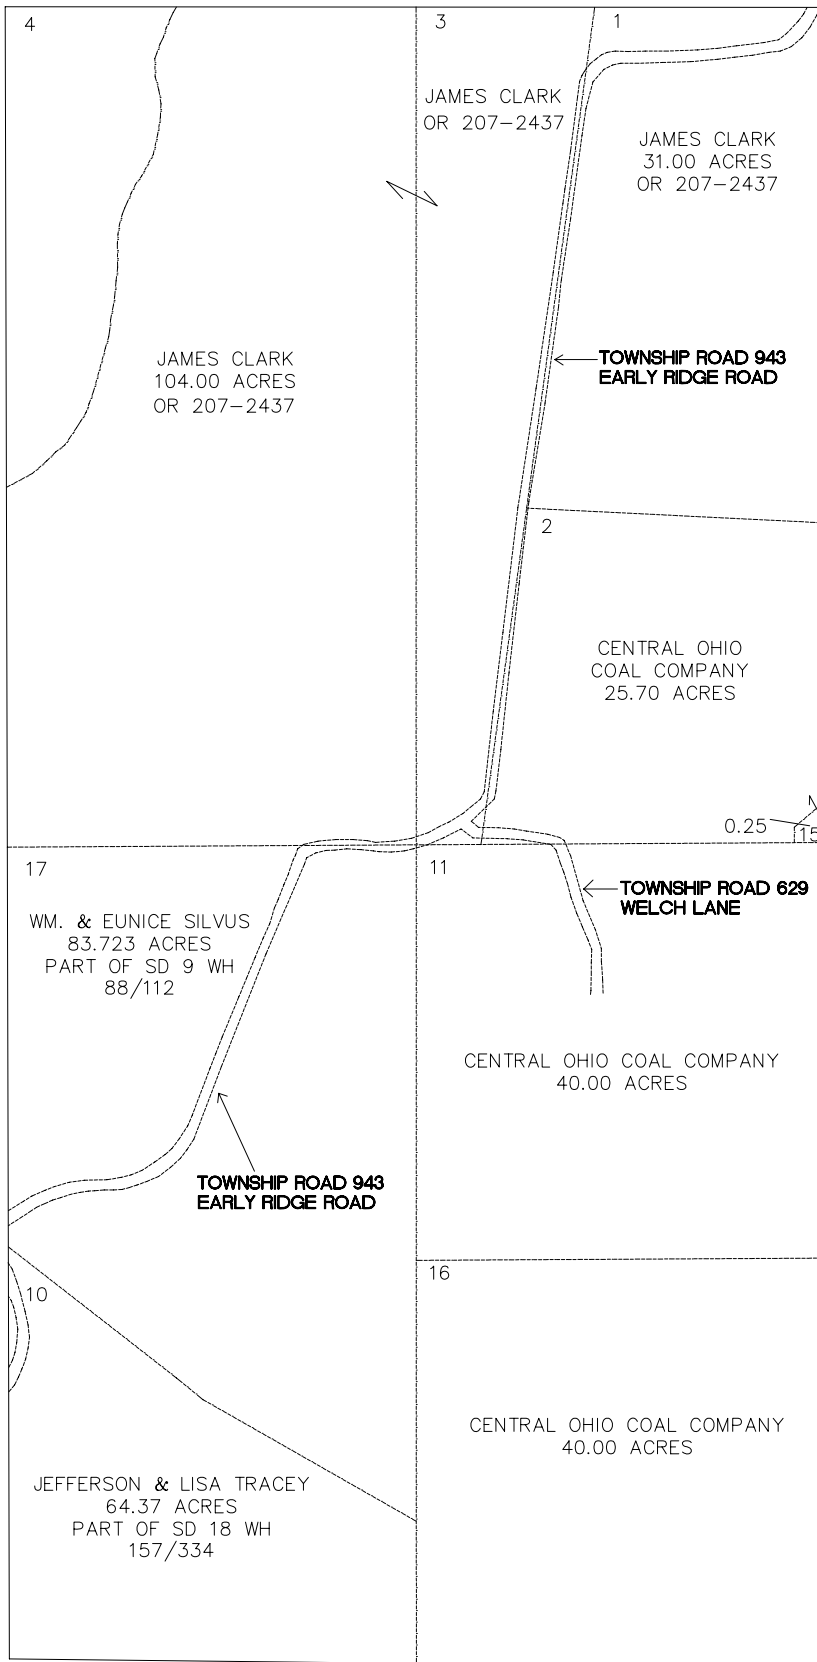 4
3
1
JAMES CLARK
OR 207-2437
JAMES CLARK
31.00 ACRES
OR 207-2437
JAMES CLARK
104.00 ACRES
OR 207-2437
TOWNSHIP ROAD 943
EARLY RIDGE ROAD
2
CENTRAL OHIO
COAL COMPANY
25.70 ACRES
0.25
15
17
11
WM. & EUNICE SILVUS
83.723 ACRES
PART OF SD 9 WH
88/112
TOWNSHIP ROAD 629
WELCH LANE
CENTRAL OHIO COAL COMPANY
40.00 ACRES
TOWNSHIP ROAD 943
EARLY RIDGE ROAD
16
10
CENTRAL OHIO COAL COMPANY
40.00 ACRES
JEFFERSON & LISA TRACEY
64.37 ACRES
PART OF SD 18 WH
157/334